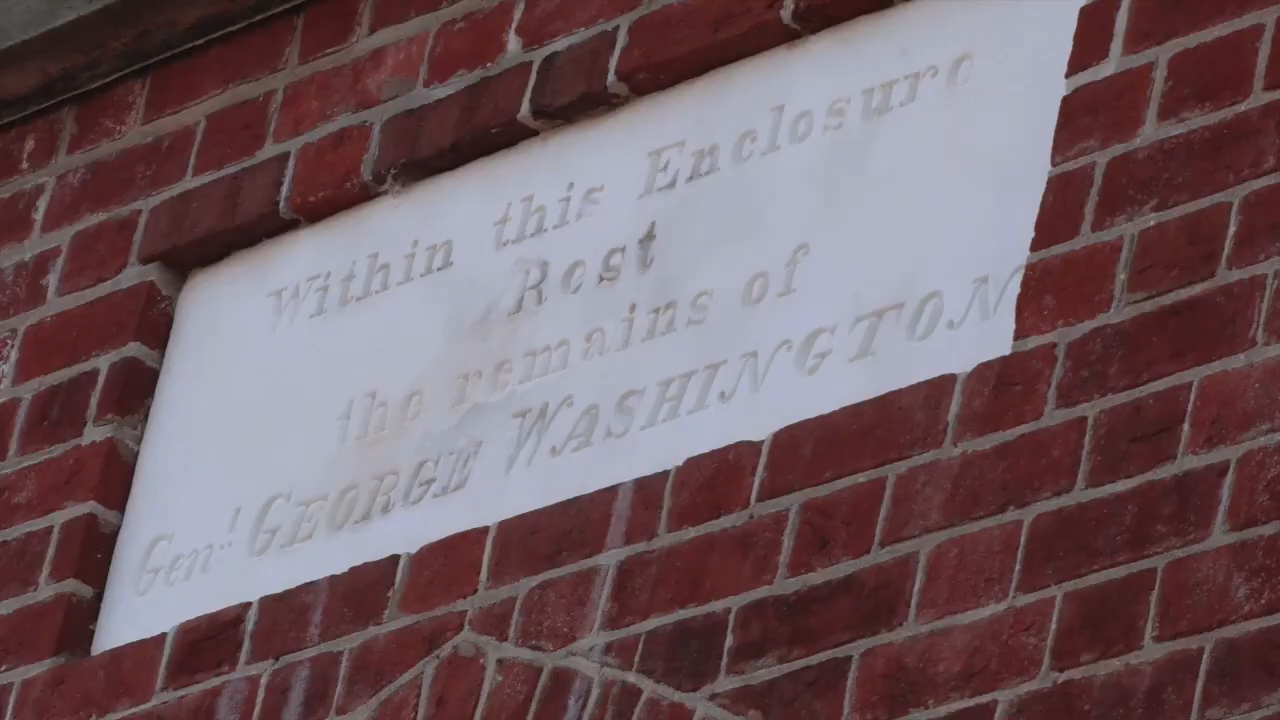 Within this Enclosure
Rest
the remains of
Genl. GEORGE WASHINGTON